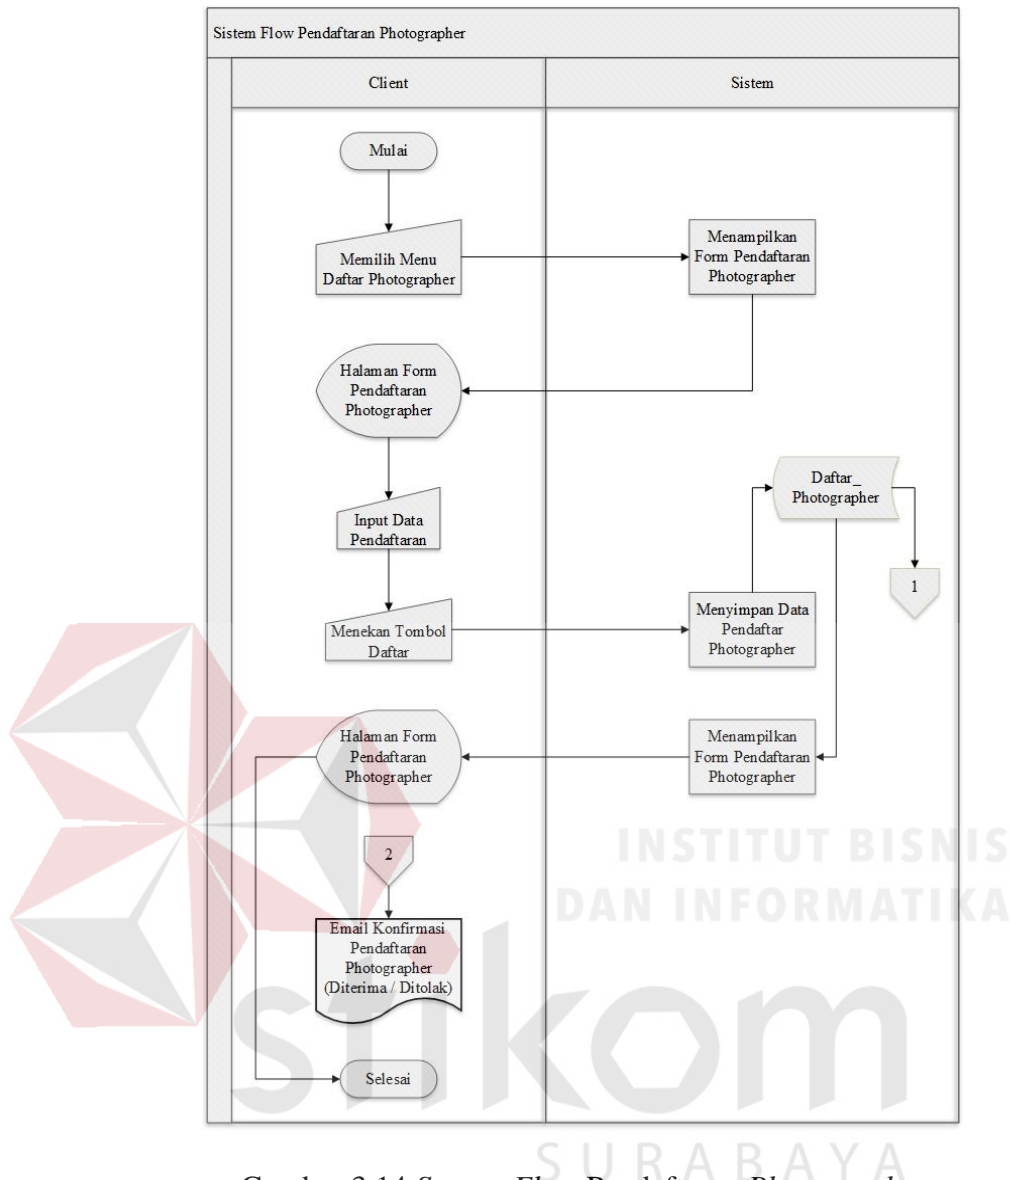 Sistem Flow Pendaftaran Photographer
Client
Sistem
Mulai
Memilih Menu
Daftar Photographer
Menampilkan
Form Pendaftaran
Photographer
Halaman Form
Pendaftaran
Photographer
Daftar_
Photographer
Input Data
Pendaftaran
1
Menekan Tombol
Daftar
Menyimpan Data
Pendaftar
Photographer
Halaman Form
Pendaftaran
Photographer
Menampilkan
Form Pendaftaran
Photographer
INSTITUT BISNIS
DAN INFORMATIKA
2
Email Konfirmasi
Pendaftaran
Photographer
(Diterima / Ditolak)
stikom
Selesai
SURABAYA